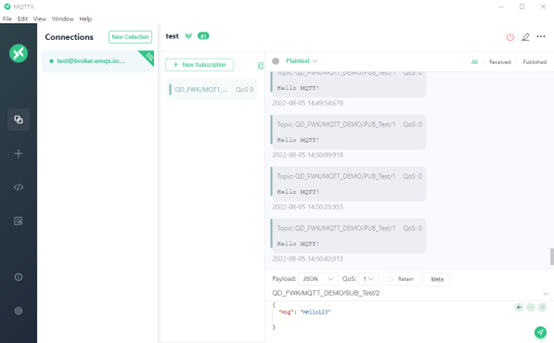 MQTTX
File Edit View Window Help
Connections
New Collection
test@broker.emqx.io:...
test
41
+ New Subscription
QD_FWK/MQTT_... QoS 0
Plaintext
All Received Published
Topic: QD_FWK/MQTT_DEMO/PUB_Test/1 QoS: 0
Hello MQTT!
2022-08-05 14:49:54:678
Topic: QD_FWK/MQTT_DEMO/PUB_Test/1 QoS: 0
Hello MQTT!
2022-08-05 14:50:09:918
Topic: QD_FWK/MQTT_DEMO/PUB_Test/1 QoS: 0
Hello MQTT!
2022-08-05 14:50:25:953
Topic: QD_FWK/MQTT_DEMO/PUB_Test/1 QoS: 0
Hello MQTT!
2022-08-05 14:50:42:013
Payload: JSON QoS: 1 Retain Meta
QD_FWK/MQTT_DEMO/SUB_Test/2
{
"msg": "Hello123"
}